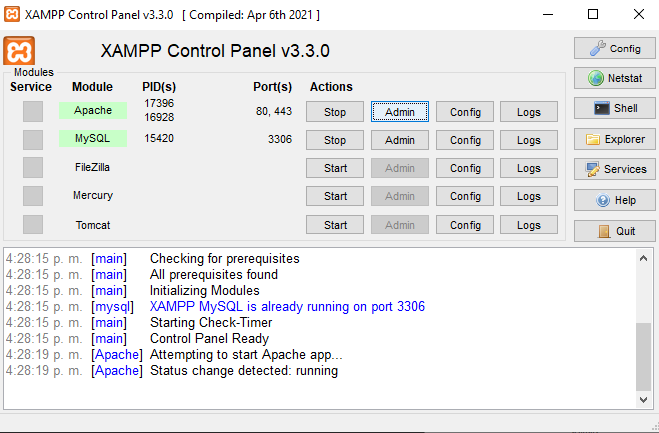 XAMPP Control Panel v3.3.0 [ Compiled: Apr 6th 2021 ]
XAMPP Control Panel v3.3.0
Config
Modules
Service Module PID(s) Port(s) Actions
Netstat
Apache 17396 16928 80, 443 Stop Admin Config Logs
Shell
MySQL 15420 3306 Stop Admin Config Logs
Explorer
FileZilla Start Admin Config Logs
Services
Mercury Start Admin Config Logs
Help
Tomcat Start Admin Config Logs
Quit
4:28:15 p. m. [main] Checking for prerequisites
4:28:15 p. m. [main] All prerequisites found
4:28:15 p. m. [main] Initializing Modules
4:28:15 p. m. [mysql] XAMPP MySQL is already running on port 3306
4:28:15 p. m. [main] Starting Check-Timer
4:28:15 p. m. [main] Control Panel Ready
4:28:19 p. m. [Apache] Attempting to start Apache app...
4:28:19 p. m. [Apache] Status change detected: running